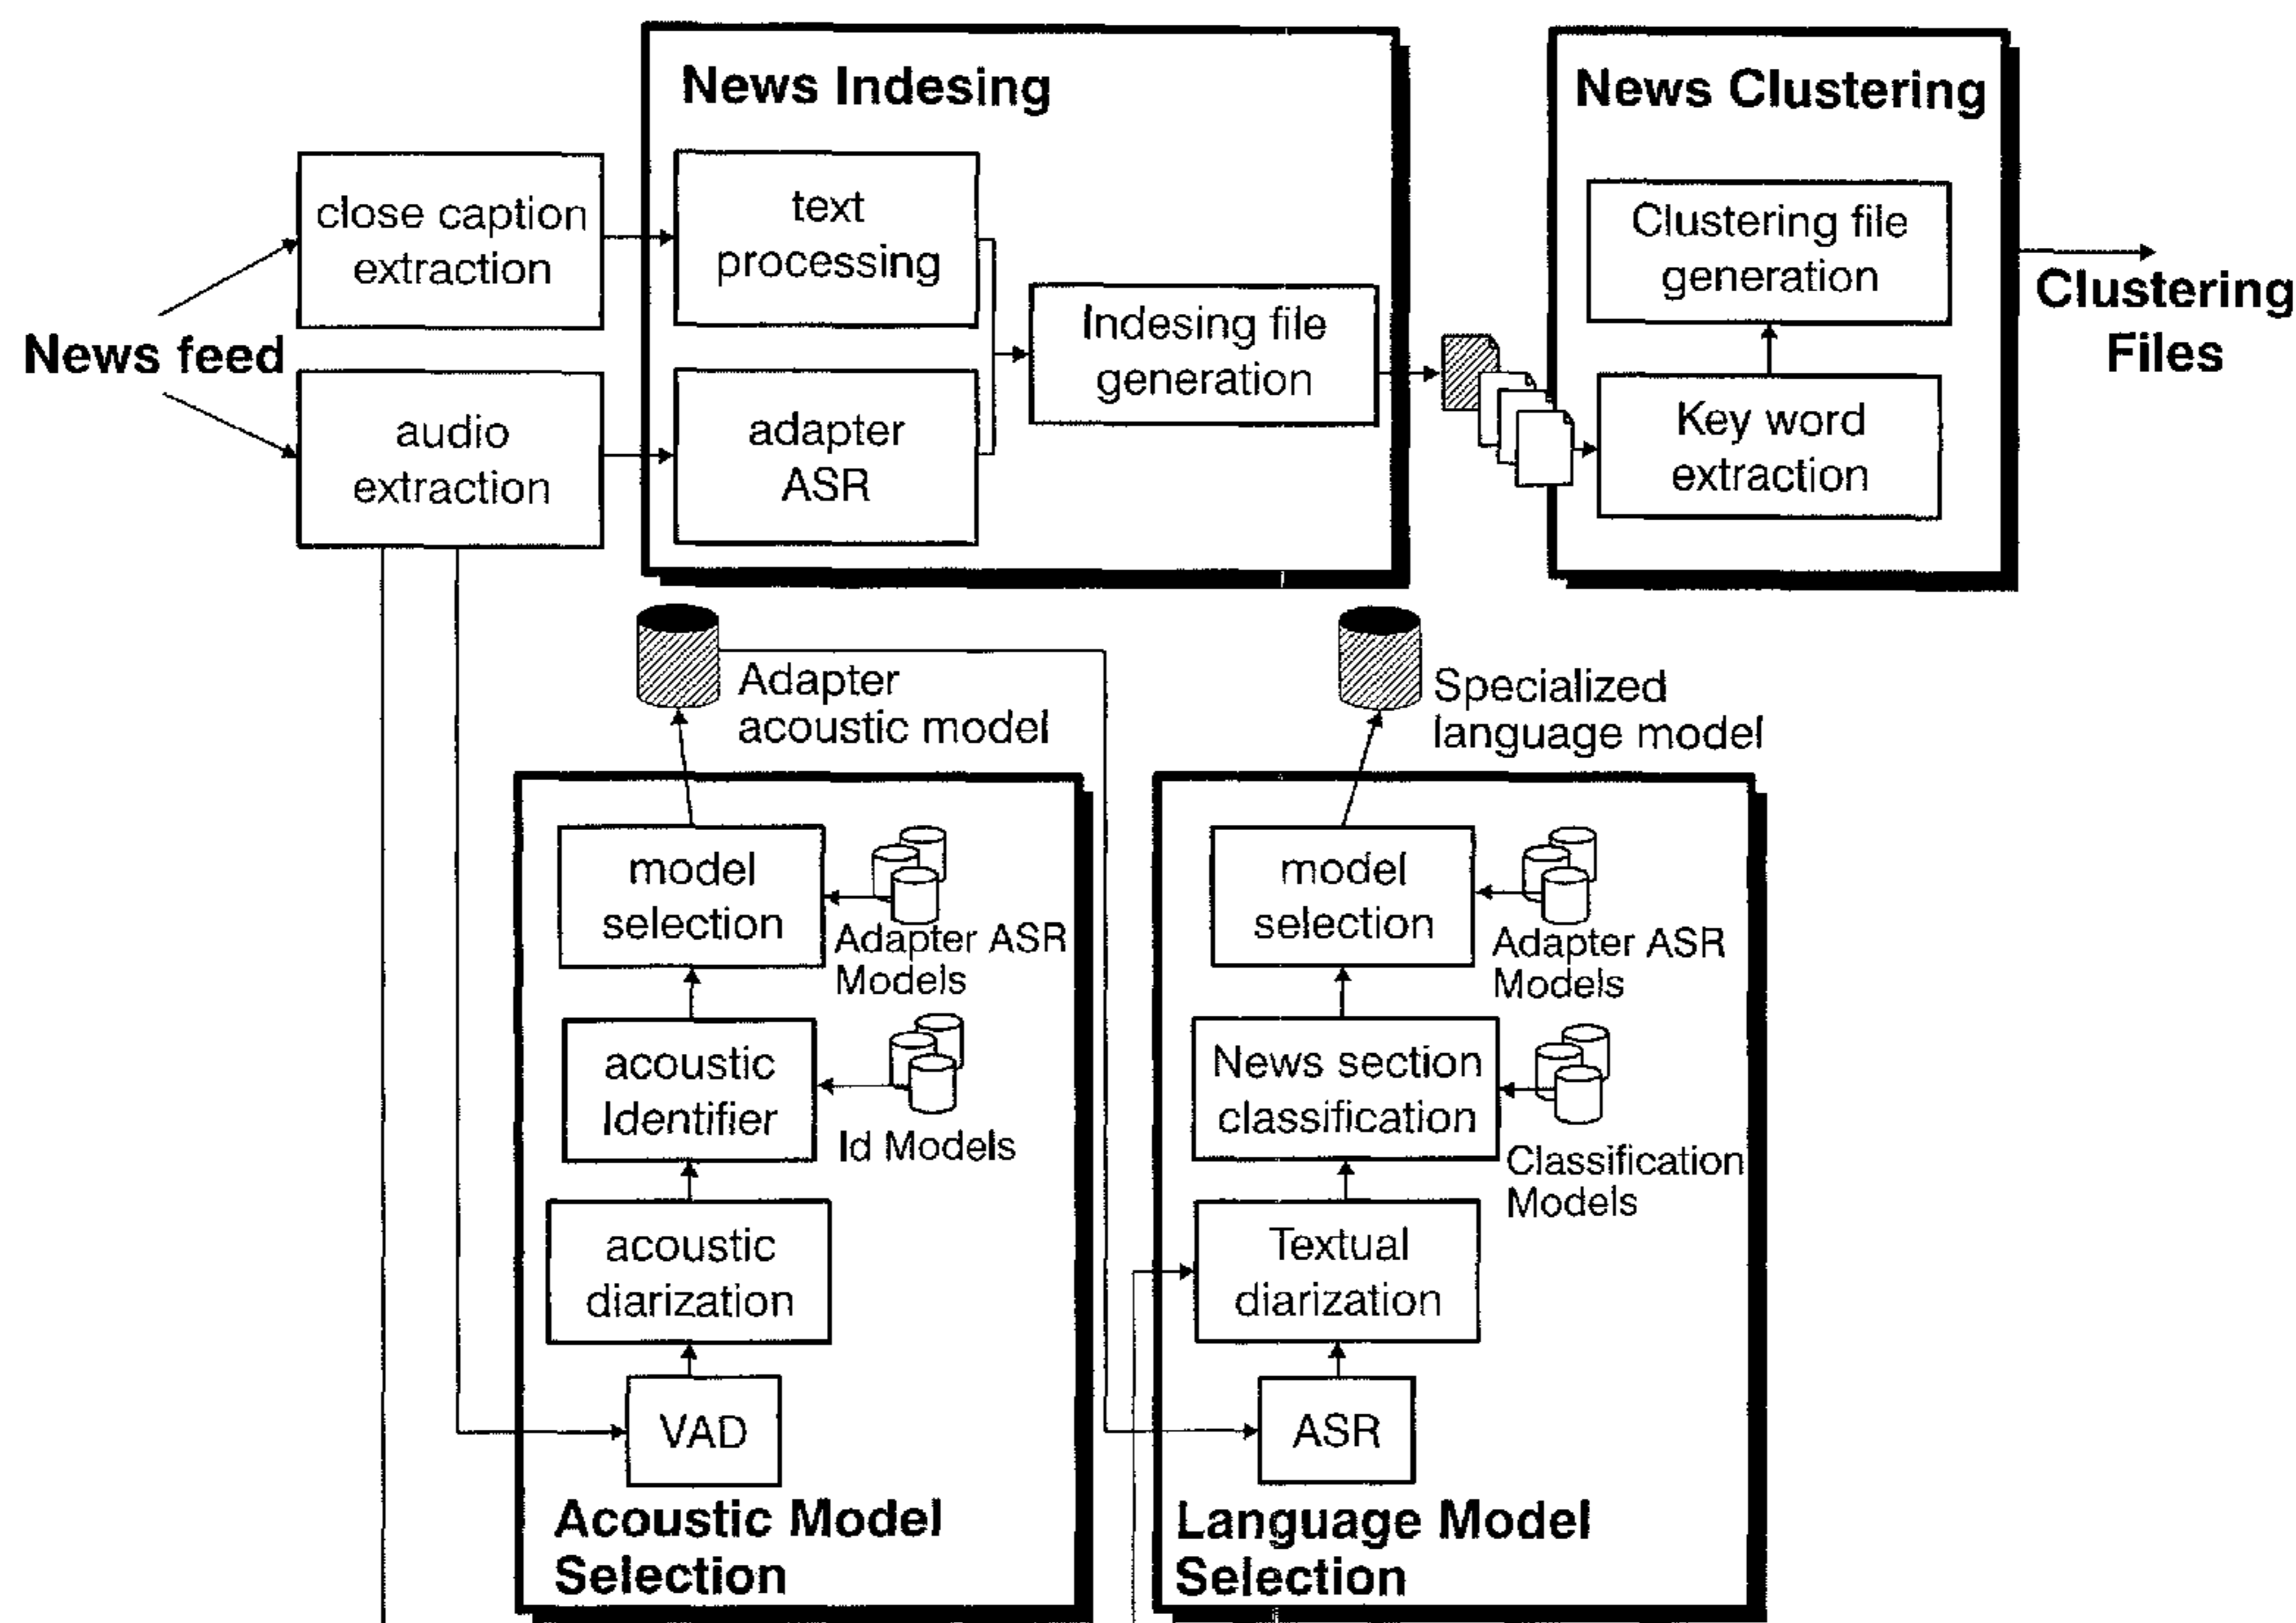 News Indesing
News Clustering
close caption
extraction
text
processing
Clustering file
generation
Clustering
Files
News feed
Indesing file
generation
audio
extraction
adapter
ASR
Key word
extraction
Adapter
acoustic model
Specialized
language model
model
selection
Adapter ASR
Models
model
selection
Adapter ASR
Models
acoustic
Identifier
Id Models
News section
classification
Classification
Models
acoustic
diarization
Textual
diarization
VAD
ASR
Acoustic Model
Selection
Language Model
Selection